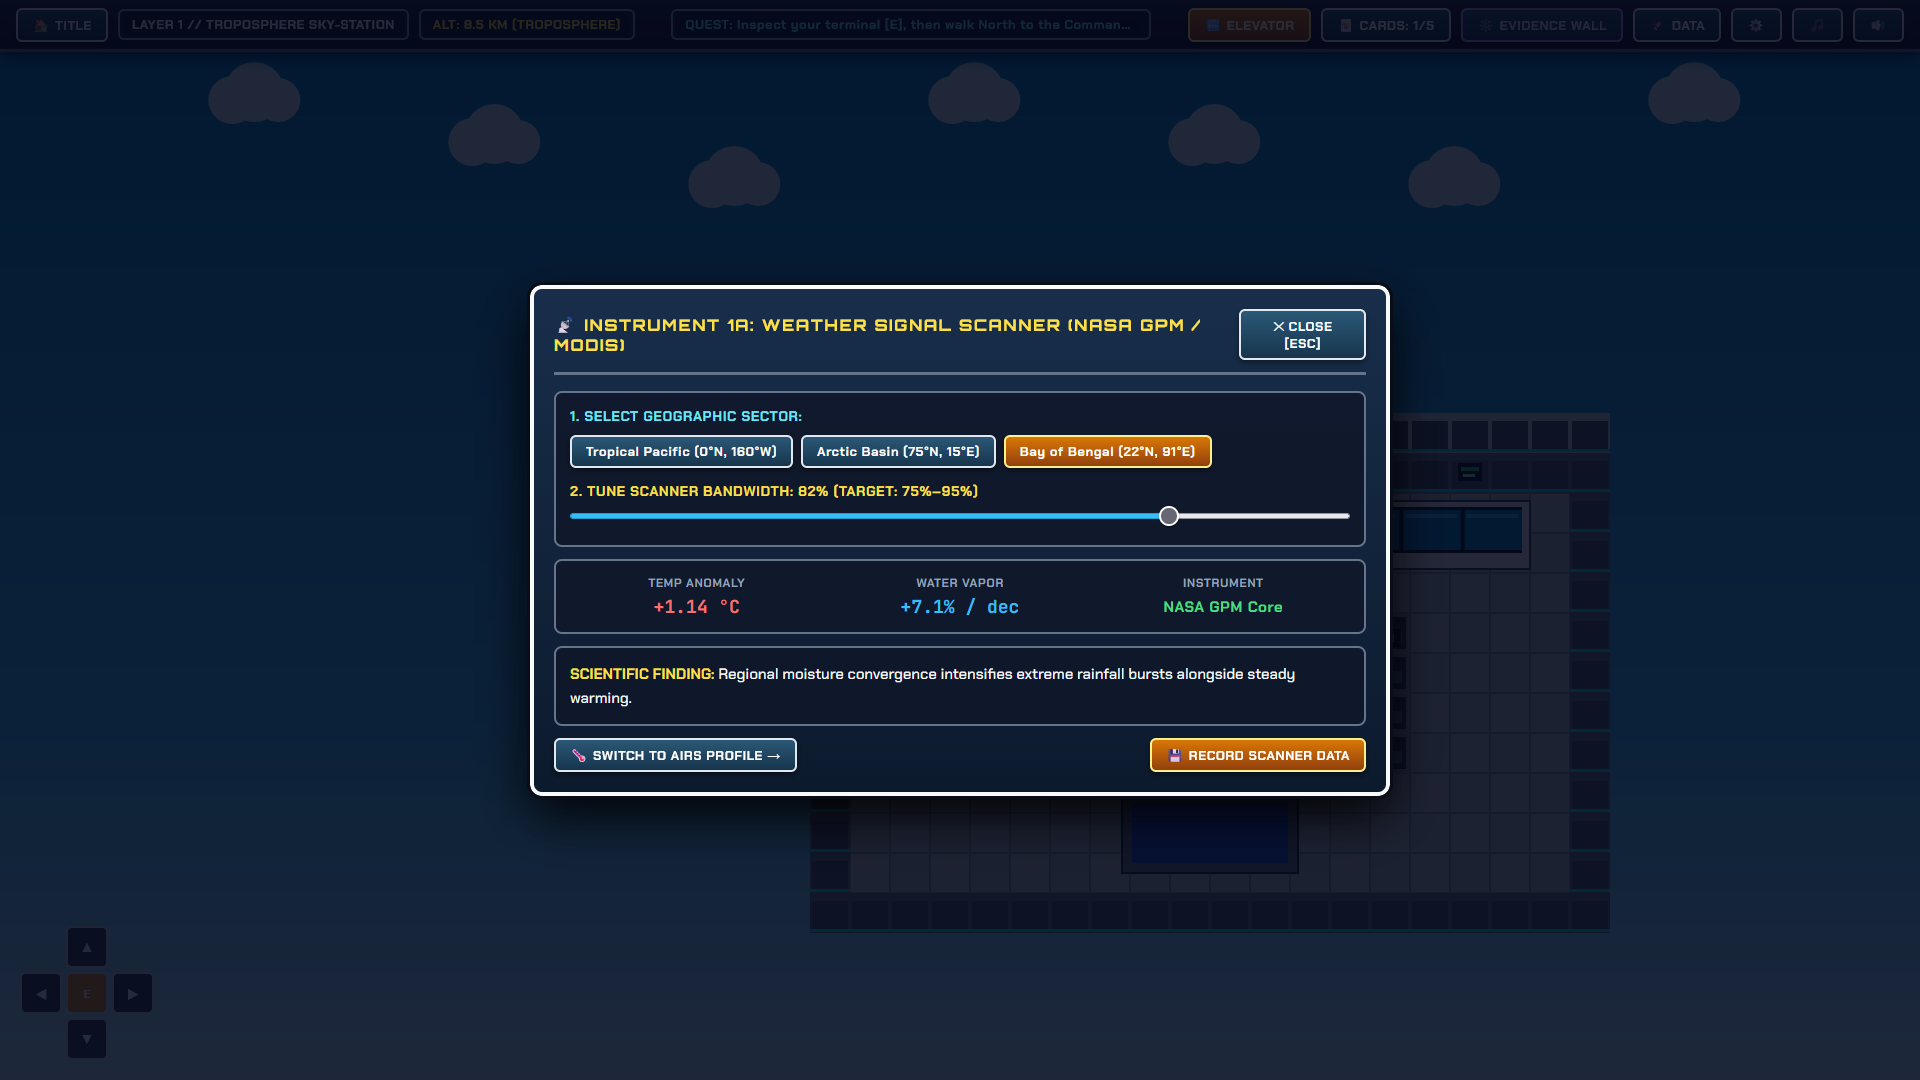 TITLE
LAYER 1 // TROPOSPHERE SKY-STATION
ALT: 8.5 KM (TROPOSPHERE)
QUEST: Inspect your terminal [E], then walk North to the Comman...
ELEVATOR
CARDS: 1/5
EVIDENCE WALL
DATA
INSTRUMENT 1A: WEATHER SIGNAL SCANNER (NASA GPM /
MODIS)
✕ CLOSE
[ESC]
1. SELECT GEOGRAPHIC SECTOR:
Tropical Pacific (0°N, 160°W)
Arctic Basin (75°N, 15°E)
Bay of Bengal (22°N, 91°E)
2. TUNE SCANNER BANDWIDTH: 82% (TARGET: 75%–95%)
TEMP ANOMALY
WATER VAPOR
INSTRUMENT
+1.14 °C
+7.1% / dec
NASA GPM Core
SCIENTIFIC FINDING: Regional moisture convergence intensifies extreme rainfall bursts alongside steady
warming.
SWITCH TO AIRS PROFILE →
RECORD SCANNER DATA
▲
◀ E ▶
▼